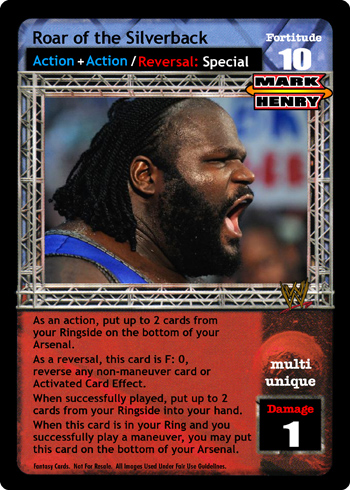 Roar of the Silverback
Fortitude
10
Action + Action / Reversal: Special
MARK
HENRY
W
As an action, put up to 2 cards from
your Ringside on the bottom of your
Arsenal.
As a reversal, this card is F: 0,
reverse any non-maneuver card or
Activated Card Effect.
When successfully played, put up to 2
cards from your Ringside into your hand.
When this card is in your Ring and you
successfully play a maneuver, you may put
this card on the bottom of your Arsenal.
multi
unique
Damage
1
Fantasy Cards. Not For Resale. All Images Used Under Fair Use Guidelines.